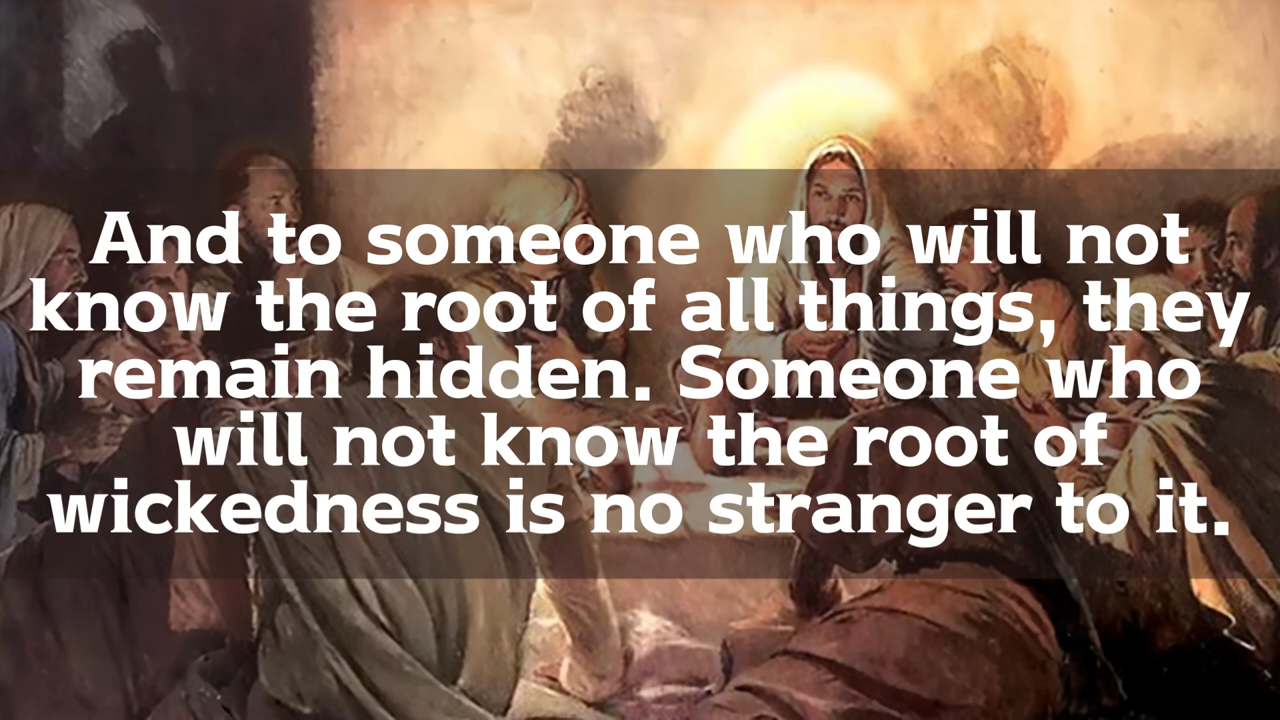 And to someone who will not
know the root of all things, they
remain hidden. Someone who
will not know the root of
wickedness is no stranger to it.